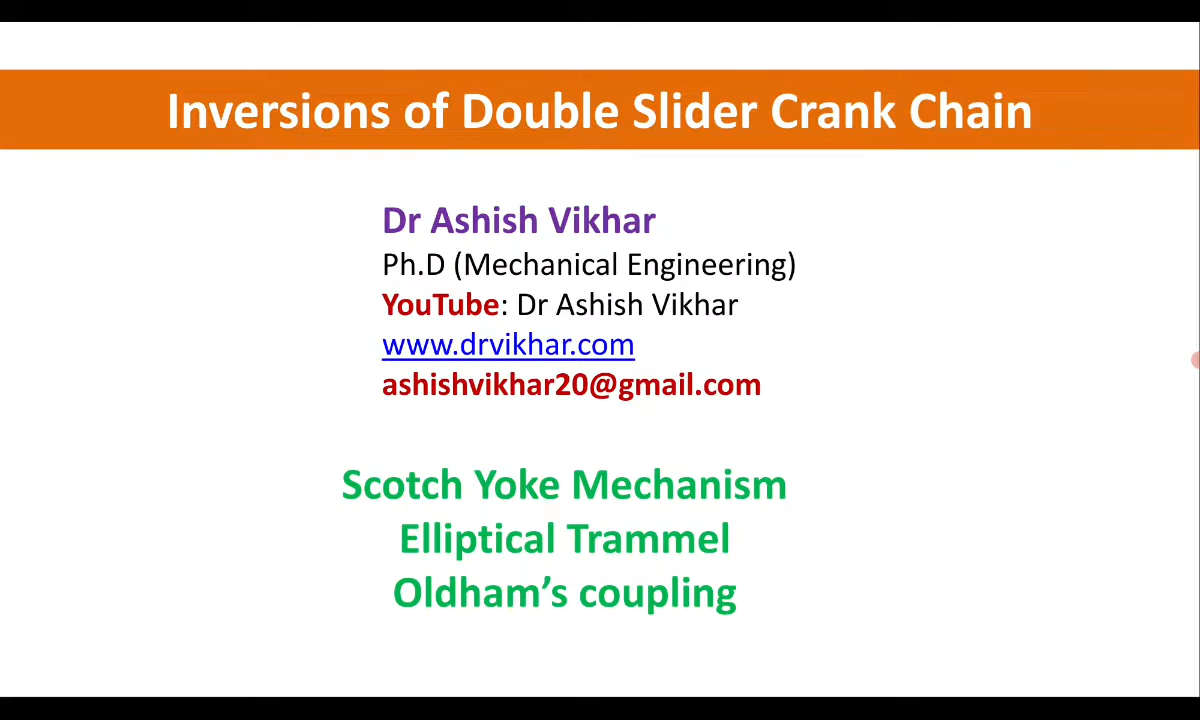 Inversions of Double Slider Crank Chain
Dr Ashish Vikhar
Ph.D (Mechanical Engineering)
YouTube: Dr Ashish Vikhar
www.drvikhar.com
ashishvikhar20@gmail.com
Scotch Yoke Mechanism
Elliptical Trammel
Oldham’s coupling